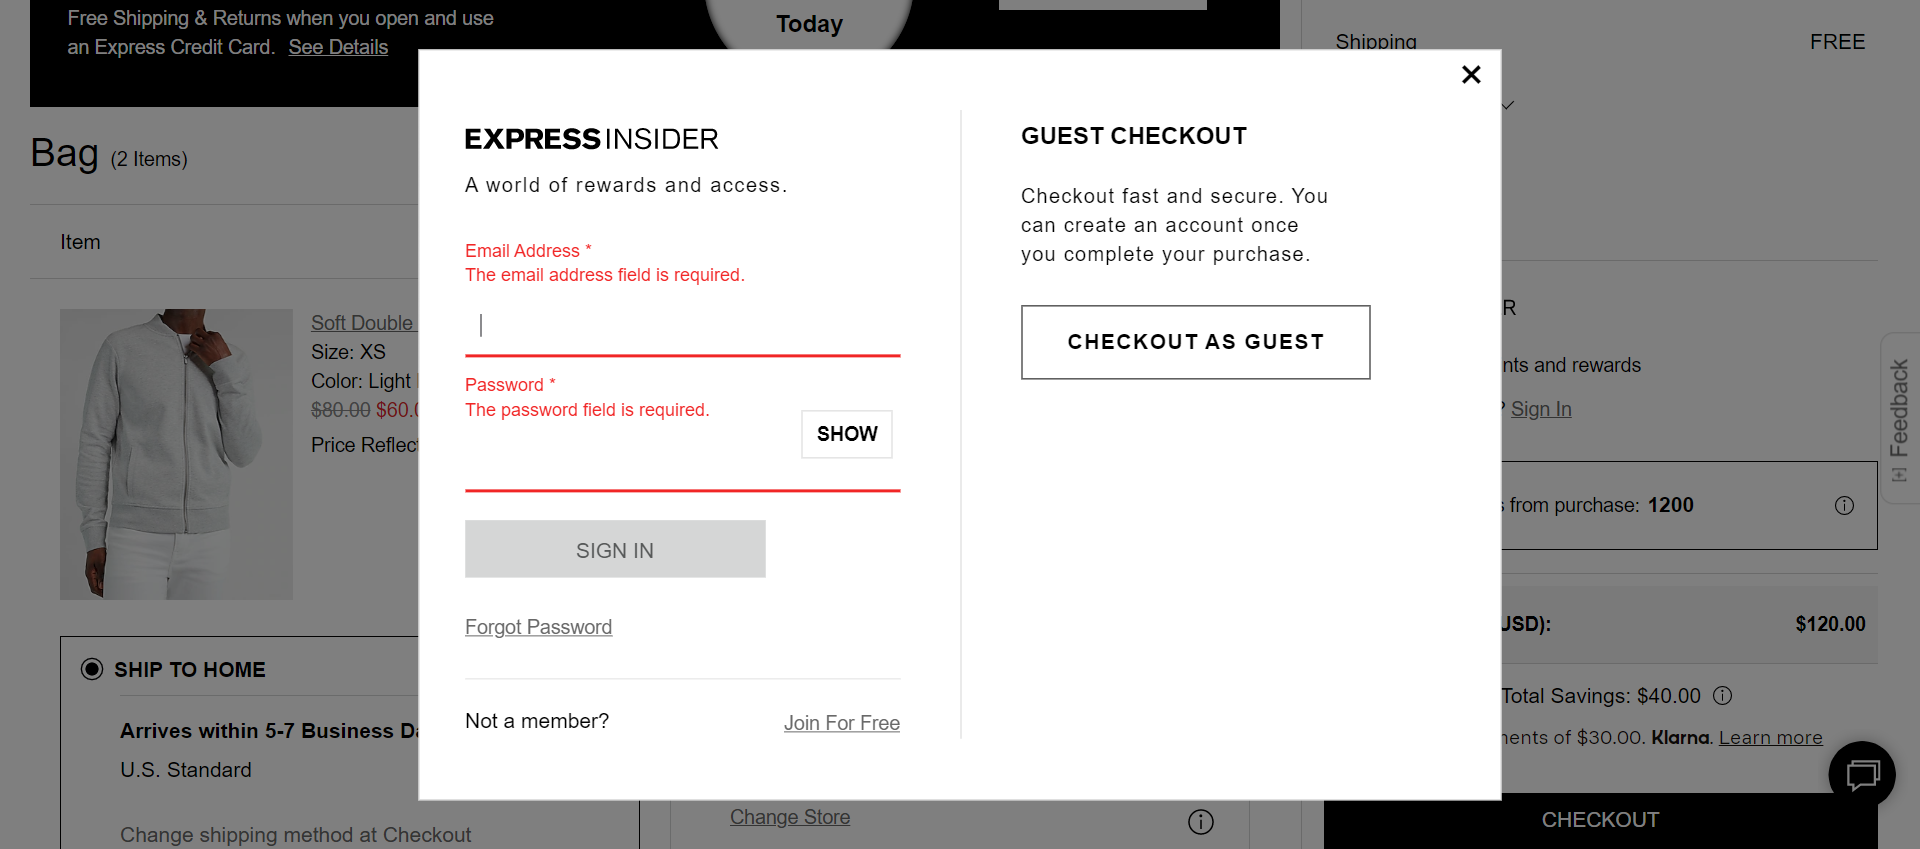 Free Shipping & Returns when you open and use
an Express Credit Card. See Details
Today
Shipping FREE
Bag (2 Items)
Item
Soft Double
Size: XS
Color: Light
$80.00 $60.
Price Reflec
SHIP TO HOME
Arrives within 5-7 Business
U.S. Standard
Change shipping method at Checkout
EXPRESS INSIDER
A world of rewards and access.
Email Address *
The email address field is required.
Password *
The password field is required.
SHOW
SIGN IN
Forgot Password
Not a member? Join For Free
GUEST CHECKOUT
Checkout fast and secure. You
can create an account once
you complete your purchase.
CHECKOUT AS GUEST
Change Store
R
nts and rewards
? Sign In
s from purchase: 1200
USD): $120.00
Total Savings: $40.00
ments of $30.00. Klarna. Learn more
CHECKOUT
[+] Feedback